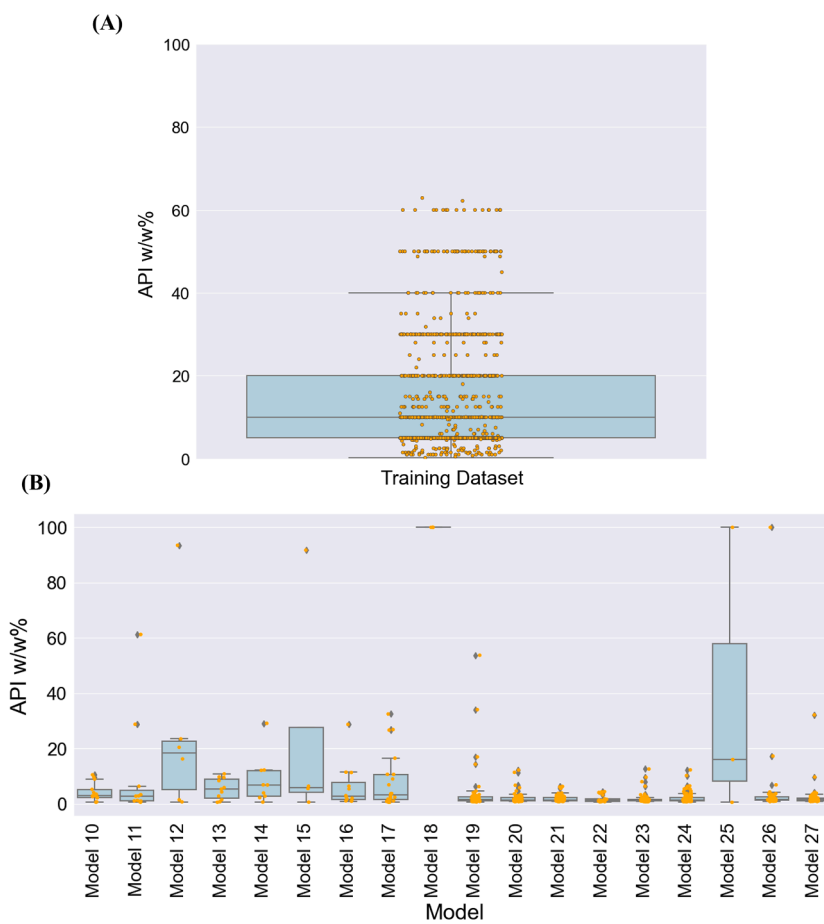 (A)
100
80
60
40
20
0
API w/w%
Training Dataset
(B)
100
80
60
40
20
0
API w/w%
Model 10
Model 11
Model 12
Model 13
Model 14
Model 15
Model 16
Model 17
Model 18
Model 19
Model 20
Model 21
Model 22
Model 23
Model 24
Model 25
Model 26
Model 27
Model